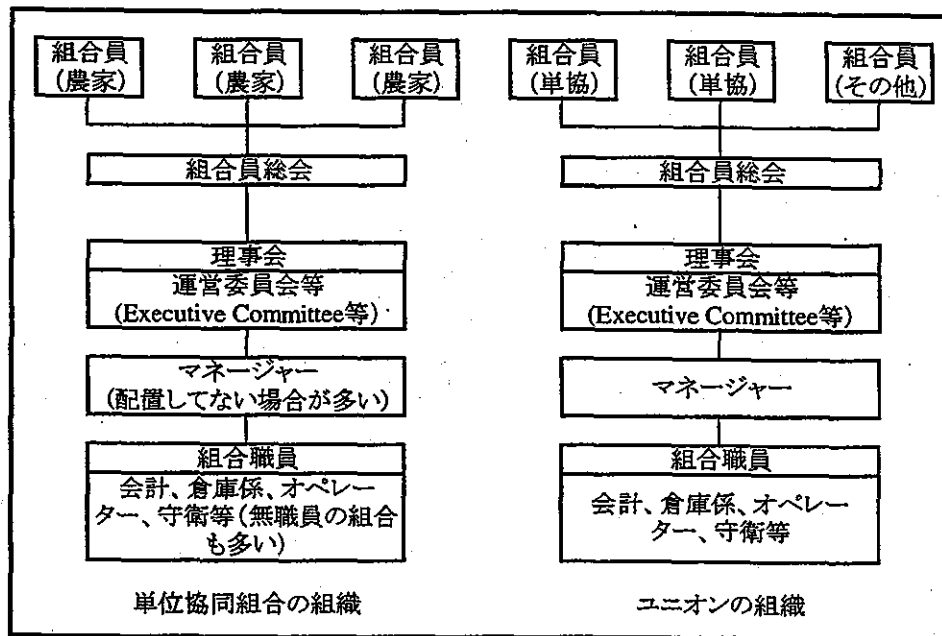 組合員
(農家)
組合員
(農家)
組合員
(農家)
組合員総会
理事会
運営委員会等
(Executive Committee等)
マネージャー
(配置してない場合が多い)
組合職員
会計、倉庫係、オペレー
ター、守衛等(無職員の組合
も多い)
単位協同組合の組織
組合員
(単協)
組合員
(単協)
組合員
(その他)
組合員総会
理事会
運営委員会等
(Executive Committee等)
マネージャー
組合職員
会計、倉庫係、オペレー
ター、守衛等
ユニオンの組織